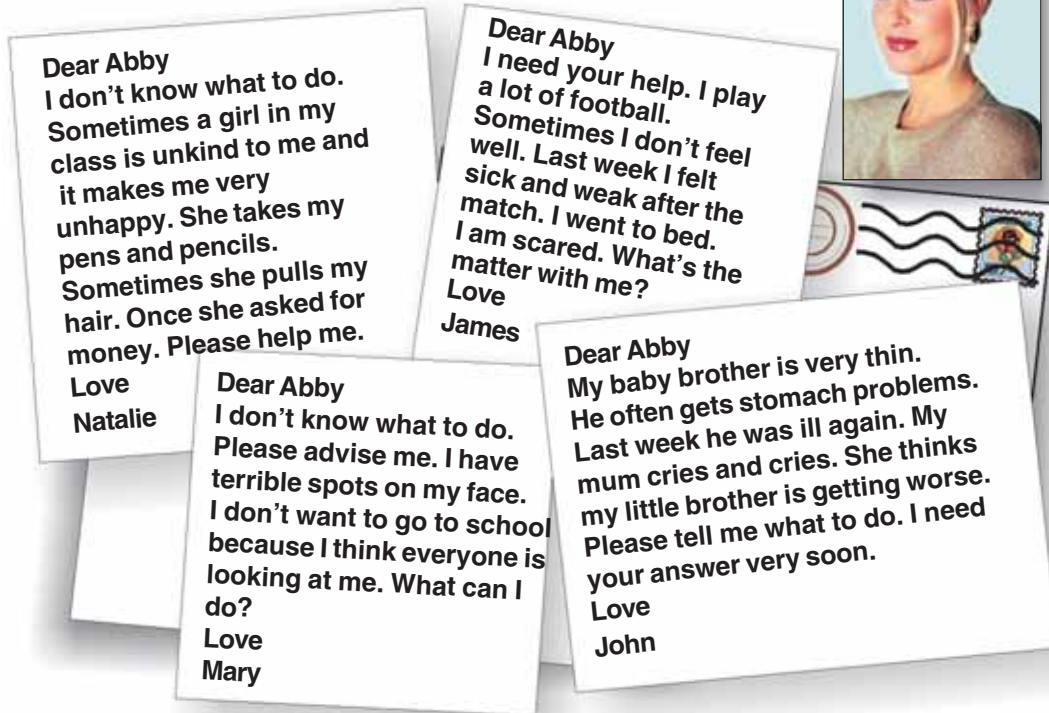 Dear Abby
I don't know what to do.
Sometimes a girl in my
class is unkind to me and
it makes me very
unhappy. She takes my
pens and pencils.
Sometimes she pulls my
hair. Once she asked for
money. Please help me.
Love
Natalie
Dear Abby
I need your help. I play
a lot of football.
Sometimes I don't feel
well. Last week I felt
sick and weak after the
match. I went to bed.
I am scared. What's the
matter with me?
Love
James
Dear Abby
I don't know what to do.
Please advise me. I have
terrible spots on my face.
I don't want to go to school
because I think everyone is
looking at me. What can I
do?
Love
Mary
Dear Abby
My baby brother is very thin.
He often gets stomach problems.
Last week he was ill again. My
mum cries and cries. She thinks
my little brother is getting worse.
Please tell me what to do. I need
your answer very soon.
Love
John